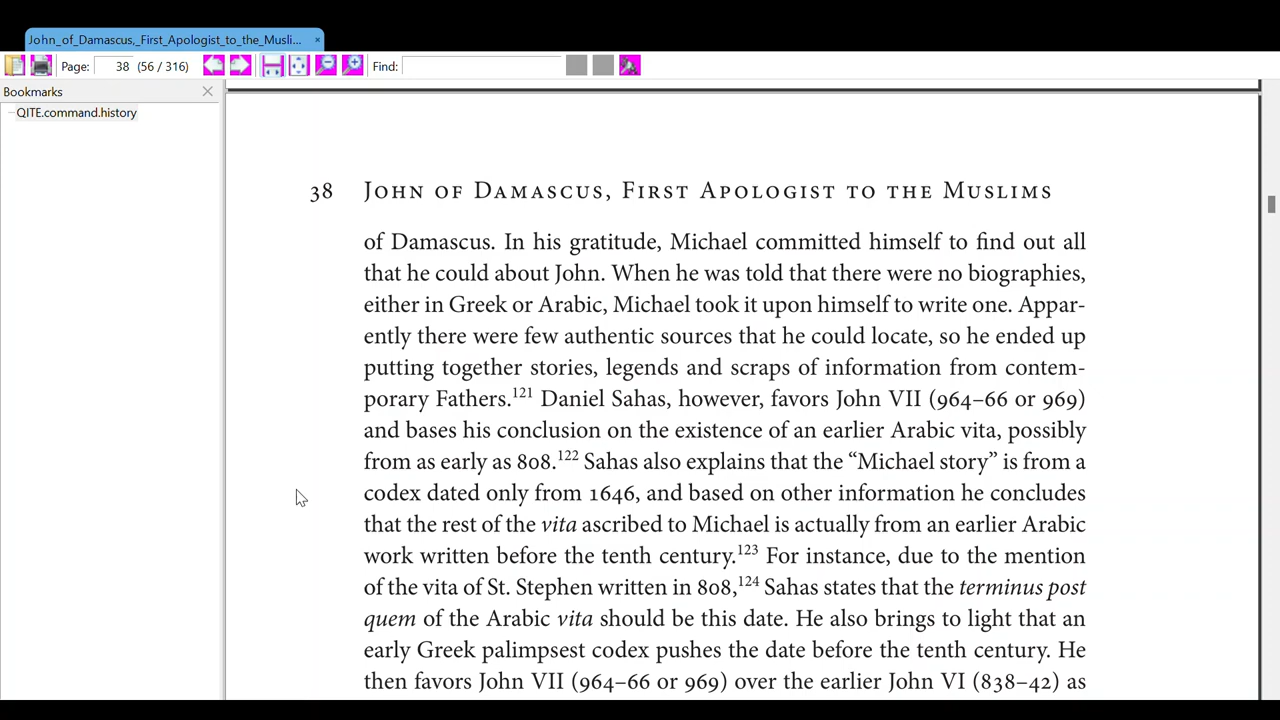 John_of_Damascus,_First_Apologist_to_the_Musli... ×
Page: 38 (56 / 316) Find:
Bookmarks
QITE.command.history
38 John of Damascus, First Apologist to the Muslims
of Damascus. In his gratitude, Michael committed himself to find out all
that he could about John. When he was told that there were no biographies,
either in Greek or Arabic, Michael took it upon himself to write one. Appar-
ently there were few authentic sources that he could locate, so he ended up
putting together stories, legends and scraps of information from contem-
porary Fathers.121 Daniel Sahas, however, favors John VII (964–66 or 969)
and bases his conclusion on the existence of an earlier Arabic vita, possibly
from as early as 808.122 Sahas also explains that the “Michael story” is from a
codex dated only from 1646, and based on other information he concludes
that the rest of the vita ascribed to Michael is actually from an earlier Arabic
work written before the tenth century.123 For instance, due to the mention
of the vita of St. Stephen written in 808,124 Sahas states that the terminus post
quem of the Arabic vita should be this date. He also brings to light that an
early Greek palimpsest codex pushes the date before the tenth century. He
then favors John VII (964–66 or 969) over the earlier John VI (838–42) as